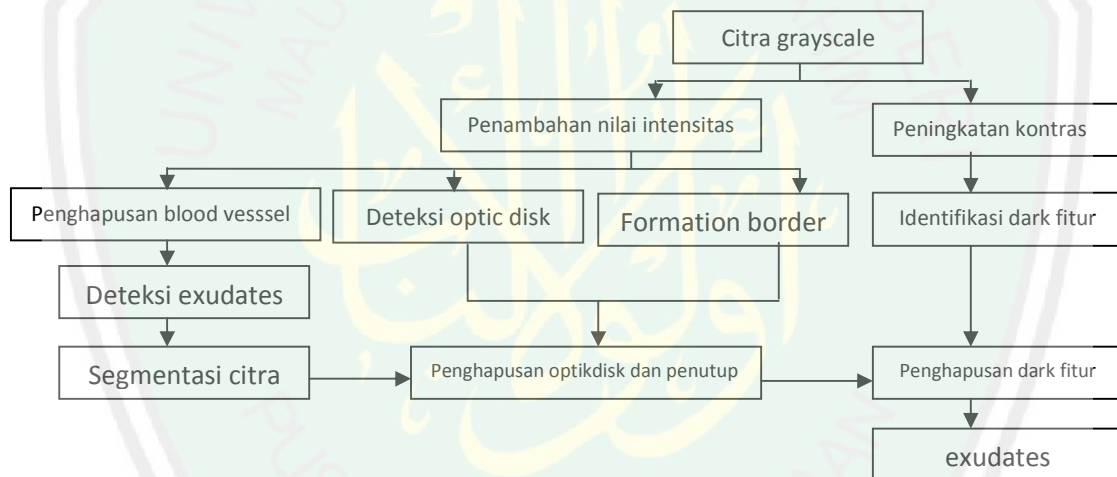 Citra grayscale
Penambahan nilai intensitas
Peningkatan kontras
Penghapusan blood vesssel
Deteksi optic disk
Formation border
Identifikasi dark fitur
Deteksi exudates
Segmentasi citra
Penghapusan optikdisk dan penutup
Penghapusan dark fitur
exudates